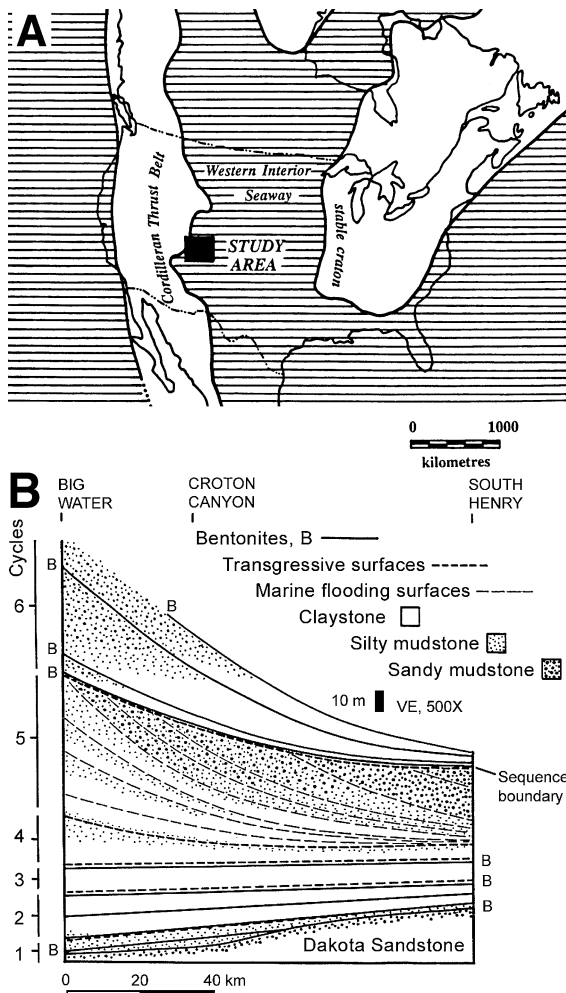 A
Western Interior
Seaway
Cordilleran Thrust Belt
stable craton
STUDY
AREA
0 1000
kilometres
B
BIG
WATER
CROTON
CANYON
SOUTH
HENRY
Cycles
Bentonites, B
Transgressive surfaces
Marine flooding surfaces
Claystone
Silty mudstone
Sandy mudstone
10 m VE, 500X
B
B
B
B
6
5
4
3
2
1
Sequence
boundary
B
B
B
B
Dakota Sandstone
0 20 40 km